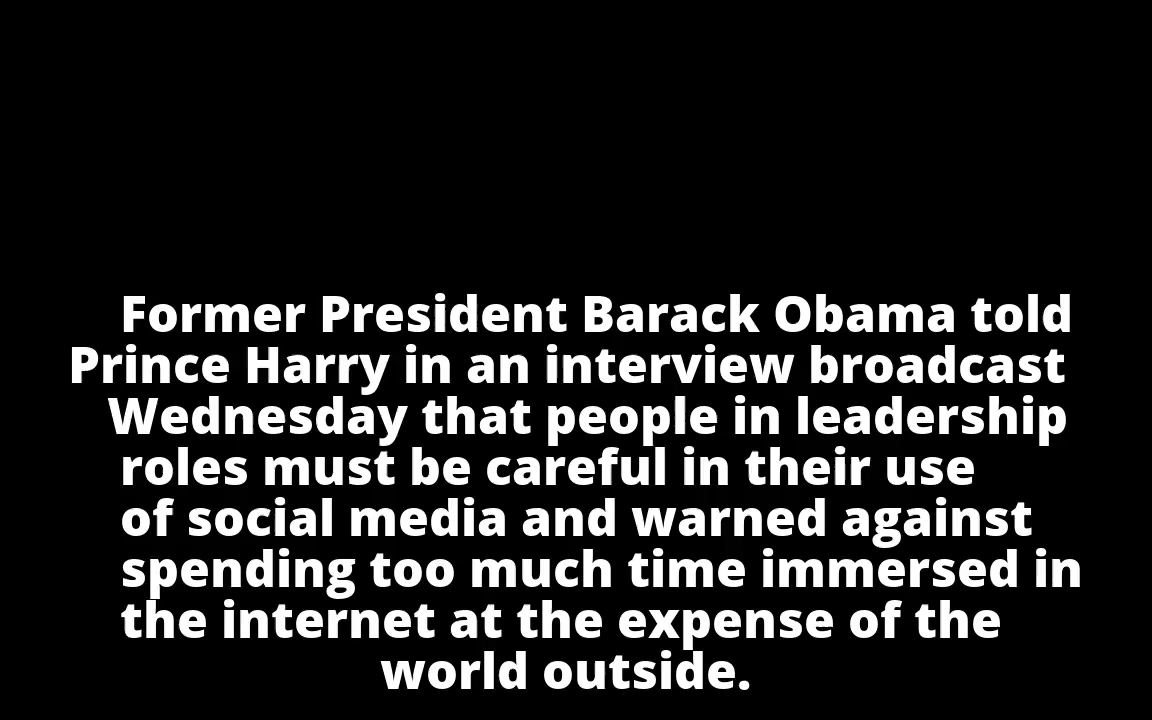 Former President Barack Obama told
Prince Harry in an interview broadcast
Wednesday that people in leadership
roles must be careful in their use
of social media and warned against
spending too much time immersed in
the internet at the expense of the
world outside.